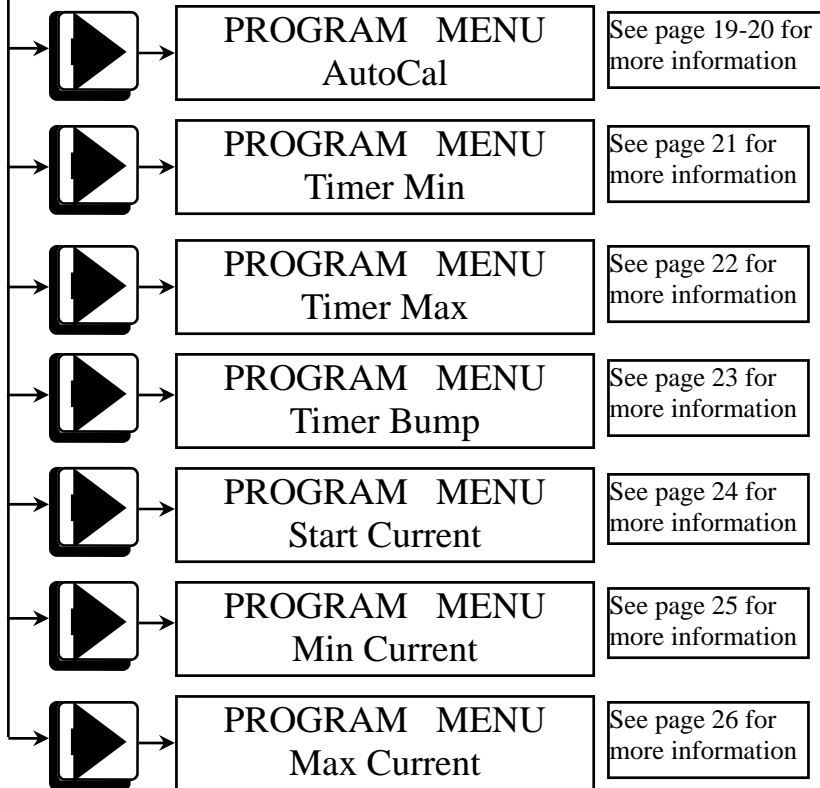 PROGRAM MENU
AutoCal
See page 19-20 for
more information
PROGRAM MENU
Timer Min
See page 21 for
more information
PROGRAM MENU
Timer Max
See page 22 for
more information
PROGRAM MENU
Timer Bump
See page 23 for
more information
PROGRAM MENU
Start Current
See page 24 for
more information
PROGRAM MENU
Min Current
See page 25 for
more information
PROGRAM MENU
Max Current
See page 26 for
more information